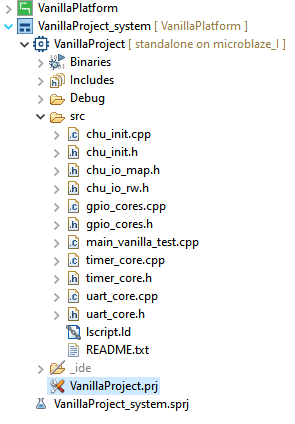 VanillaPlatform
VanillaProject_system [ VanillaPlatform ]
VanillaProject [ standalone on microblaze_I ]
Binaries
Includes
Debug
src
chu_init.cpp
chu_init.h
chu_io_map.h
chu_io_rw.h
gpio_cores.cpp
gpio_cores.h
main_vanilla_test.cpp
timer_core.cpp
timer_core.h
uart_core.cpp
uart_core.h
lscript.ld
README.txt
_ide
VanillaProject.prj
VanillaProject_system.sprj